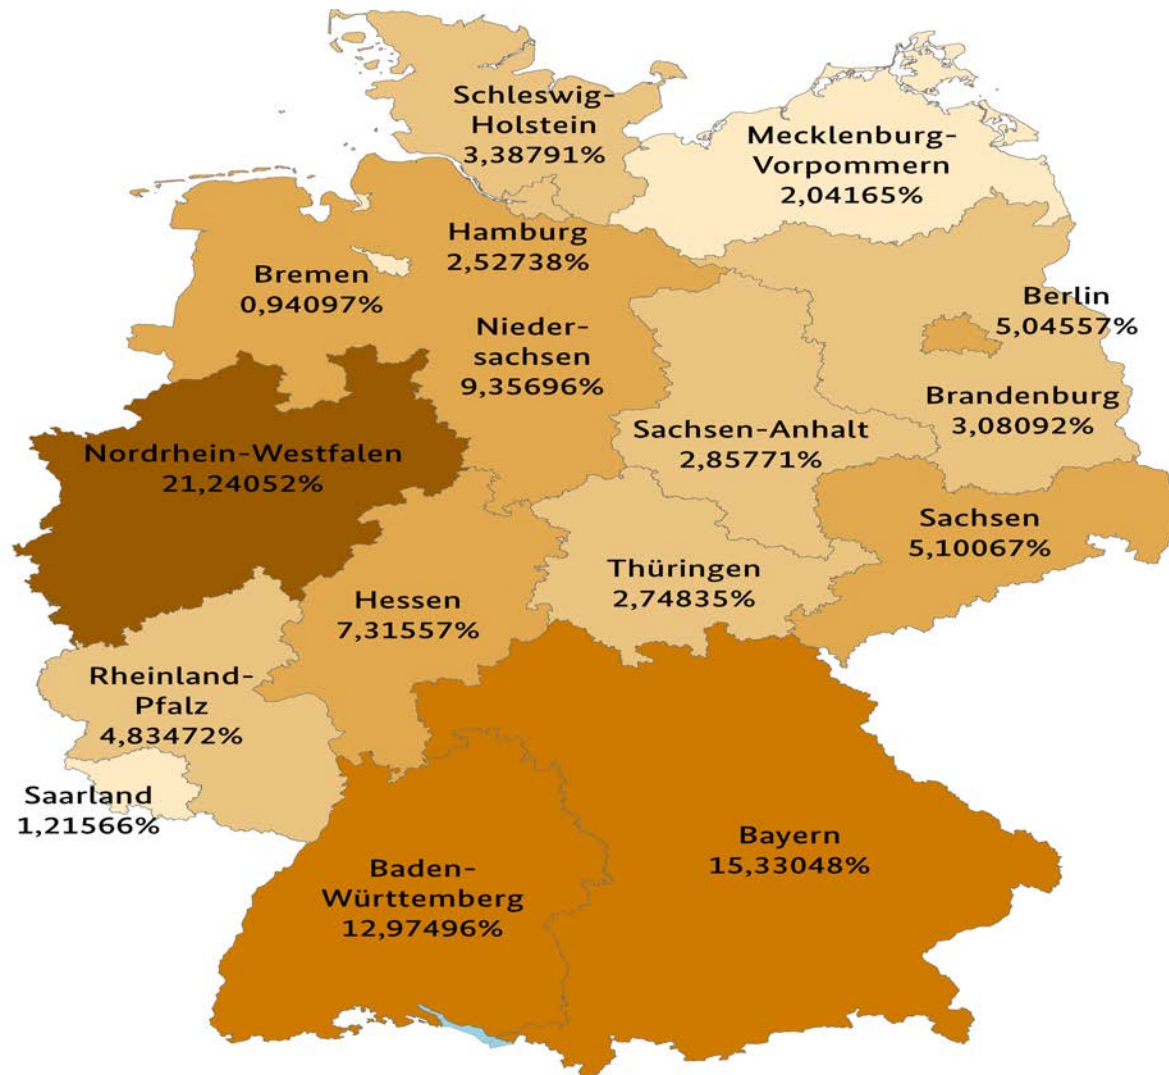 Schleswig-
Holstein
3,38791%
Mecklenburg-
Vorpommern
2,04165%
Hamburg
2,52738%
Bremen
0,94097%
Berlin
5,04557%
Nieder-
sachsen
9,35696%
Brandenburg
3,08092%
Sachsen-Anhalt
2,85771%
Nordrhein-Westfalen
21,24052%
Sachsen
5,10067%
Thüringen
2,74835%
Hessen
7,31557%
Rheinland-
Pfalz
4,83472%
Saarland
1,21566%
Bayern
15,33048%
Baden-
Württemberg
12,97496%